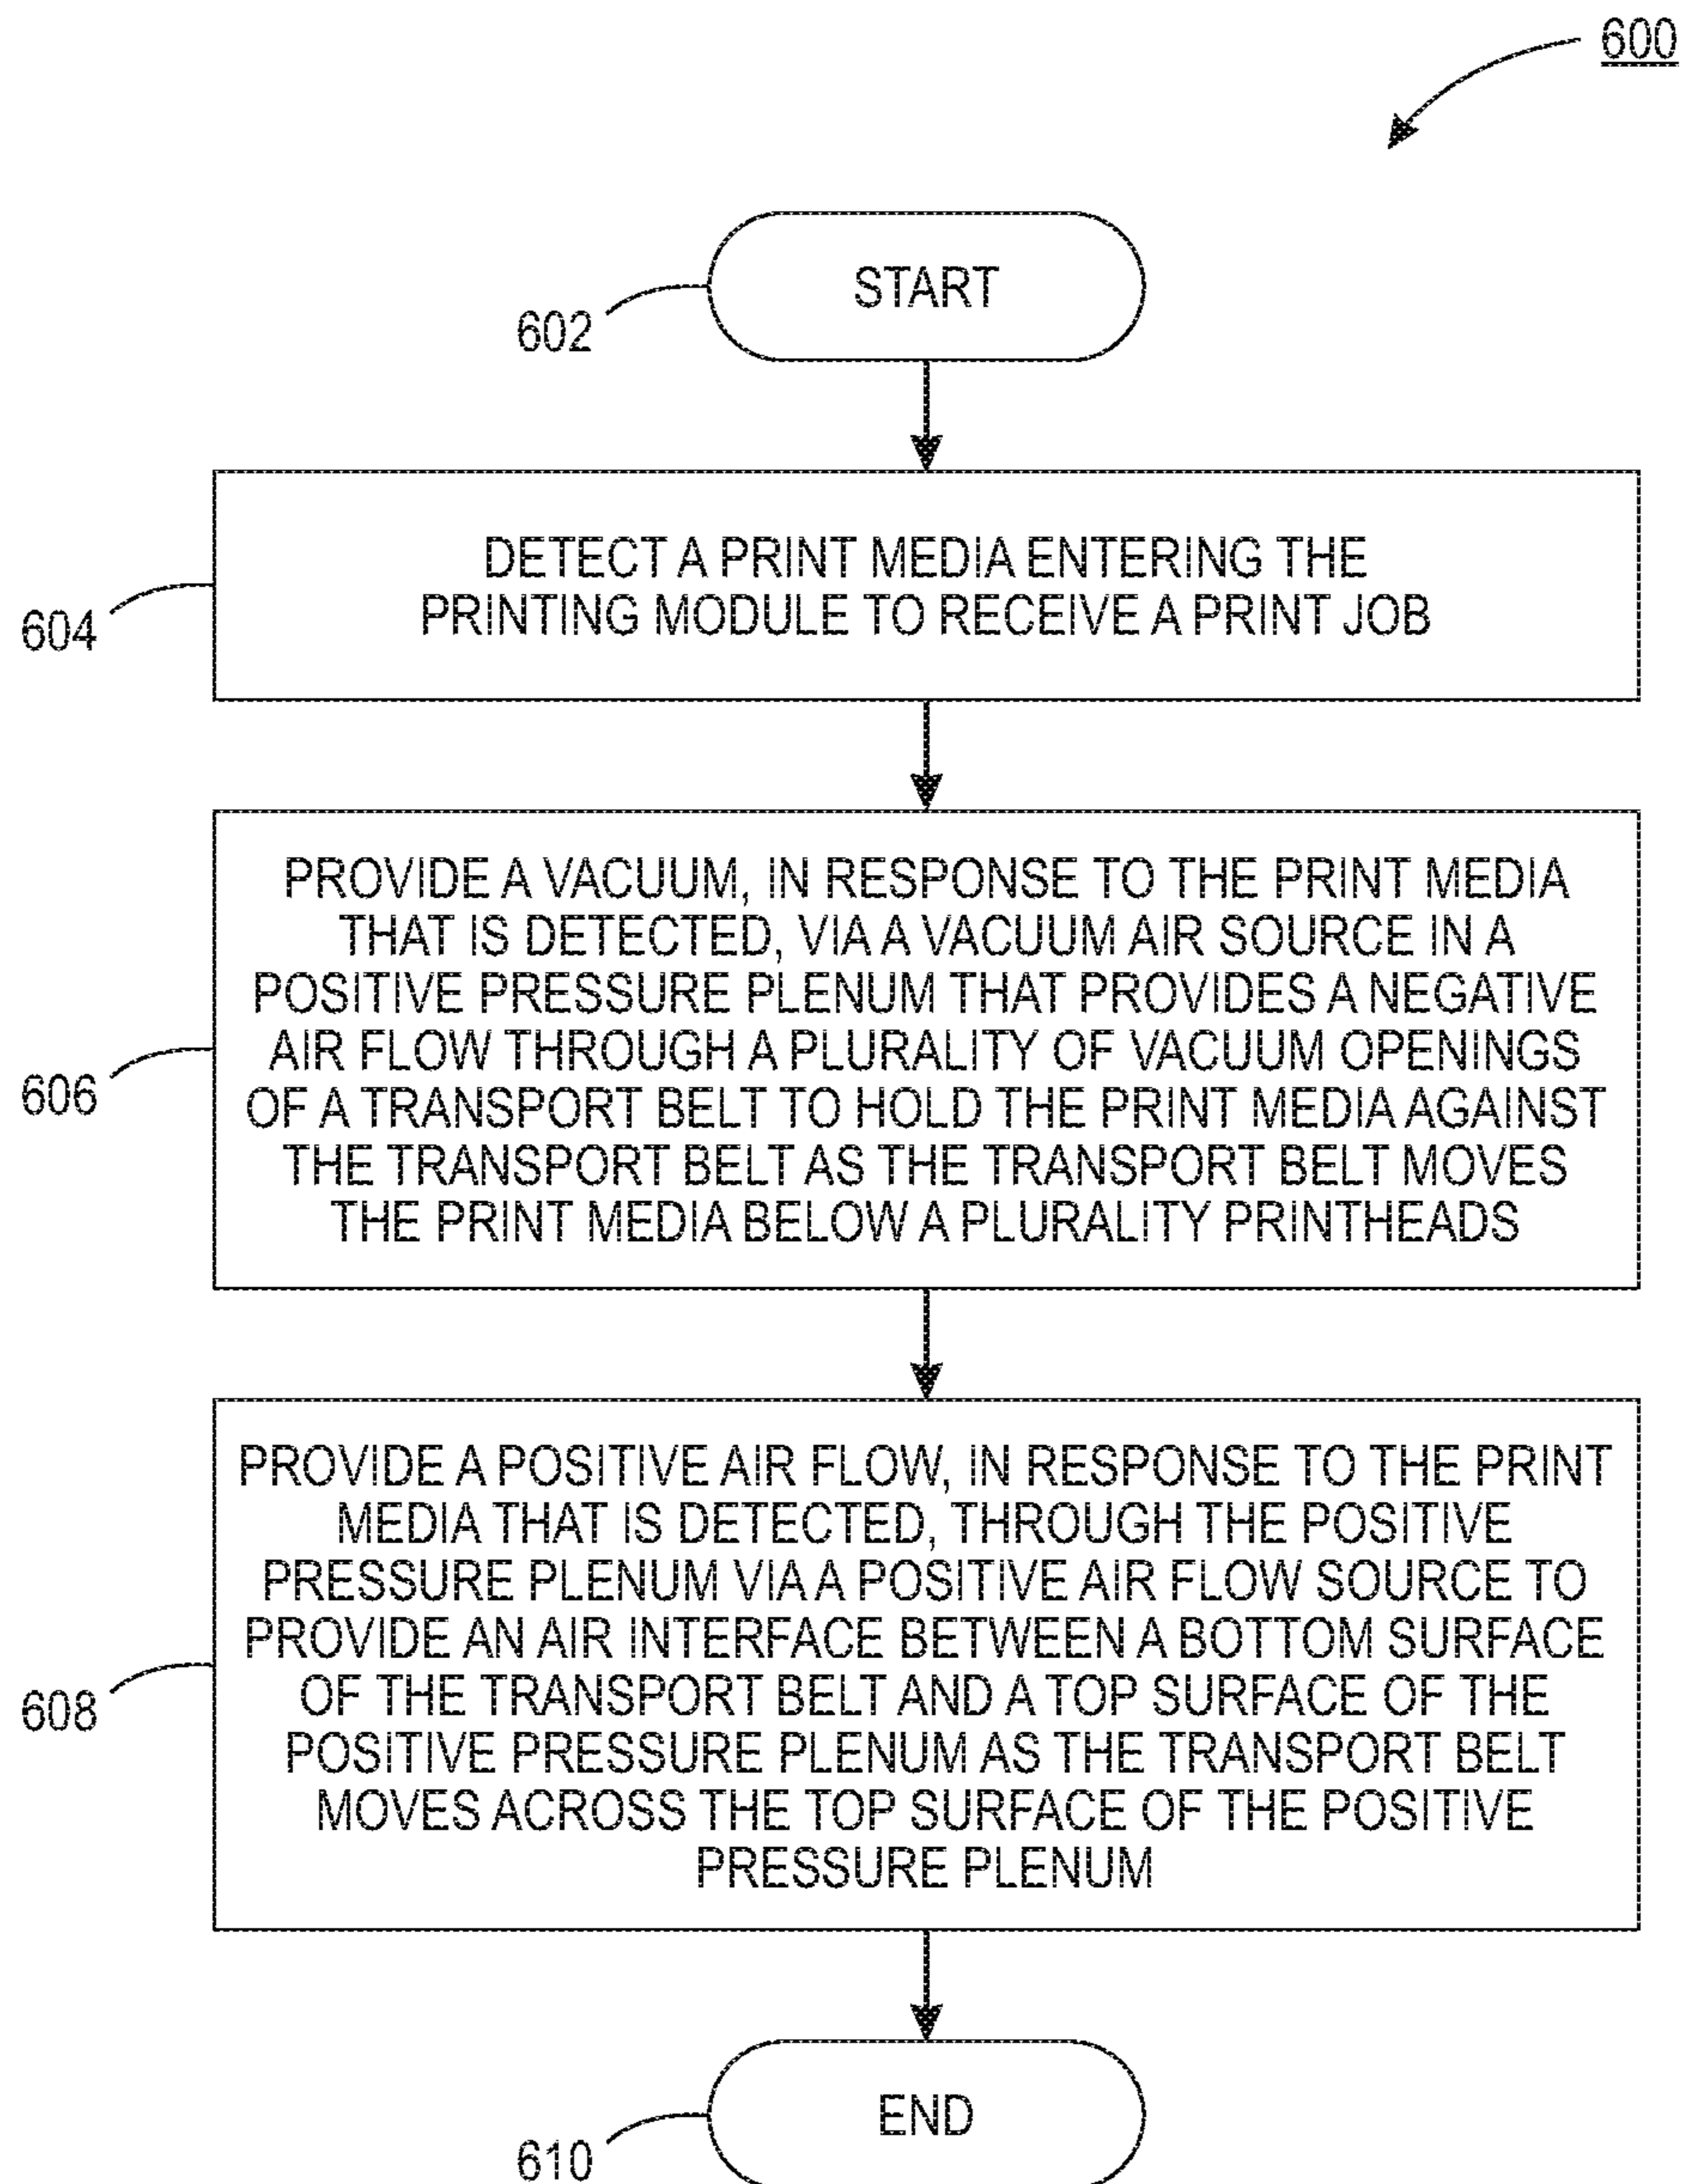 600
START
602
DETECT A PRINT MEDIA ENTERING THE
PRINTING MODULE TO RECEIVE A PRINT JOB
604
PROVIDE A VACUUM, IN RESPONSE TO THE PRINT MEDIA
THAT IS DETECTED, VIA A VACUUM AIR SOURCE IN A
POSITIVE PRESSURE PLENUM THAT PROVIDES A NEGATIVE
AIR FLOW THROUGH A PLURALITY OF VACUUM OPENINGS
OF A TRANSPORT BELT TO HOLD THE PRINT MEDIA AGAINST
THE TRANSPORT BELT AS THE TRANSPORT BELT MOVES
THE PRINT MEDIA BELOW A PLURALITY PRINTHEADS
606
PROVIDE A POSITIVE AIR FLOW, IN RESPONSE TO THE PRINT
MEDIA THAT IS DETECTED, THROUGH THE POSITIVE
PRESSURE PLENUM VIA A POSITIVE AIR FLOW SOURCE TO
PROVIDE AN AIR INTERFACE BETWEEN A BOTTOM SURFACE
OF THE TRANSPORT BELT AND A TOP SURFACE OF THE
POSITIVE PRESSURE PLENUM AS THE TRANSPORT BELT
MOVES ACROSS THE TOP SURFACE OF THE POSITIVE
PRESSURE PLENUM
608
END
610